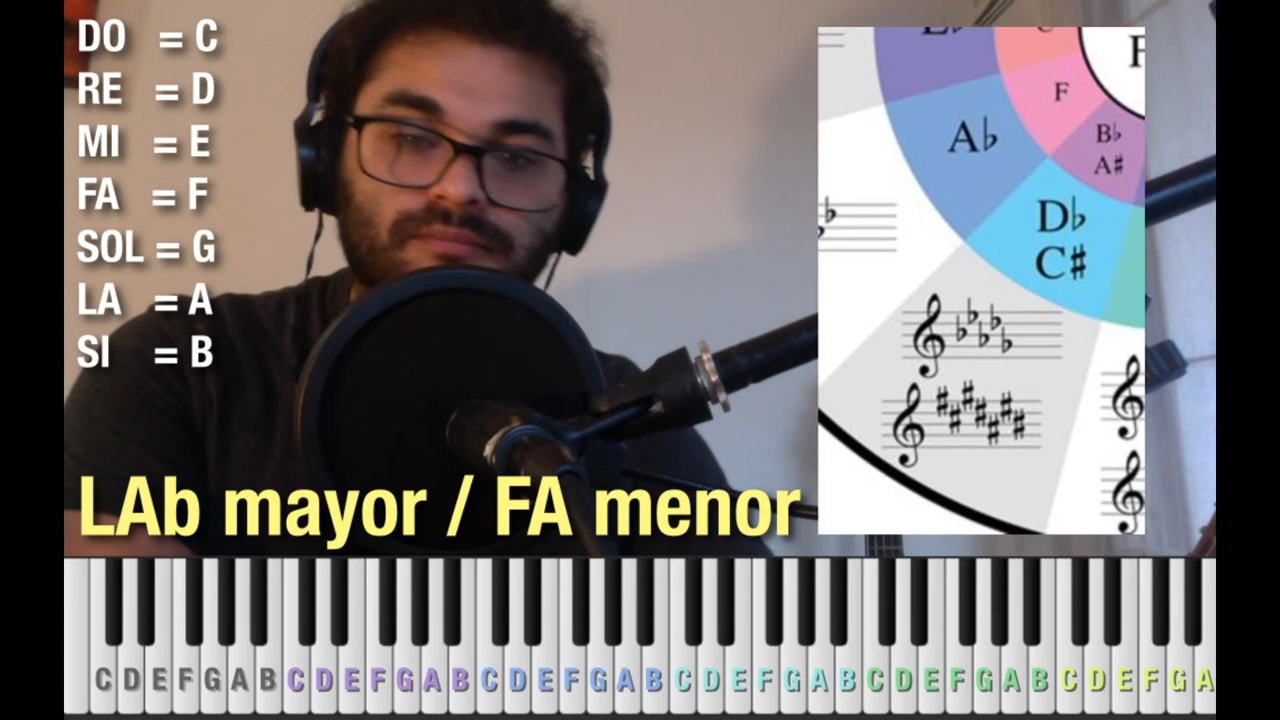 DO = C
RE = D
MI = E
FA = F
SOL = G
LA = A
SI = B
F
A♭
B♭
A#
D♭
C#
LAb mayor / FA menor
C D E F G A B C D E F G A B C D E F G A B C D E F G A B C D E F G A B C D E F G A